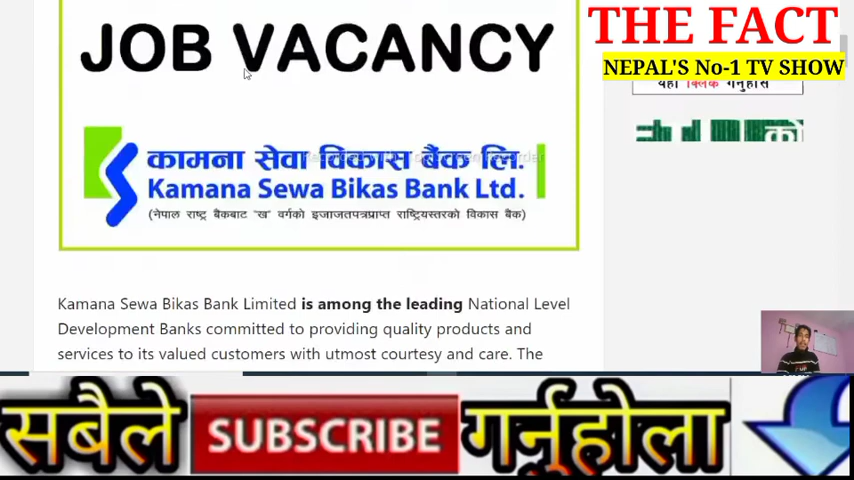 JOB VACANCY
कामना सेवा विकास बैंक लि.
Kamana Sewa Bikas Bank Ltd.
(नेपाल राष्ट्र बैंकबाट "ख" वर्गको इजाजतपत्रप्राप्त राष्ट्रियस्तरको विकास बैंक)
Kamana Sewa Bikas Bank Limited is among the leading National Level
Development Banks committed to providing quality products and
services to its valued customers with utmost courtesy and care. The
THE FACT
NEPAL'S No-1 TV SHOW
यहाँ क्लिक गर्नुहोस
सबैले SUBSCRIBE गर्नुहोला